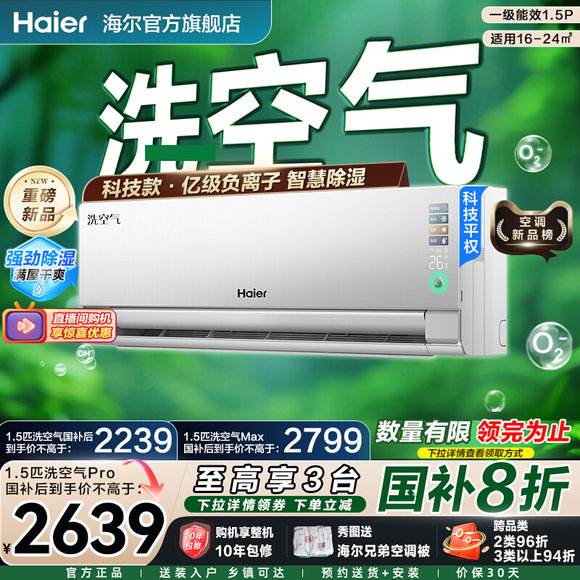 Haier 海尔官方旗舰店
一级能效1.5P
适用16-24㎡
洗空气
科技款·亿级负离子 智慧除湿
NEW
重磅
新品
强劲除湿
满屋干爽
直播间购机
享惊喜优惠
洗空气
Haier
26
科技平权
空调
新品榜
O₂⁻
O₂⁻
OH⁻
OH⁻
1.5匹洗空气国补后
到手价不高于:
2239
1.5匹洗空气Max
国补后到手价不高于:
2799
数量有限 领完为止
下拉详情查看领取方式
1.5匹洗空气Pro
国补后到手价不高于:
¥2639
至高享3台
下拉详情领券 下单立减
国补8折
10年包修
购机享整机
10年包修
秀图送
海尔兄弟空调被
跨品类
2类96折
3类以上94折
官方正品
送装入户 乡镇可达
预约送货+安装
价保30天